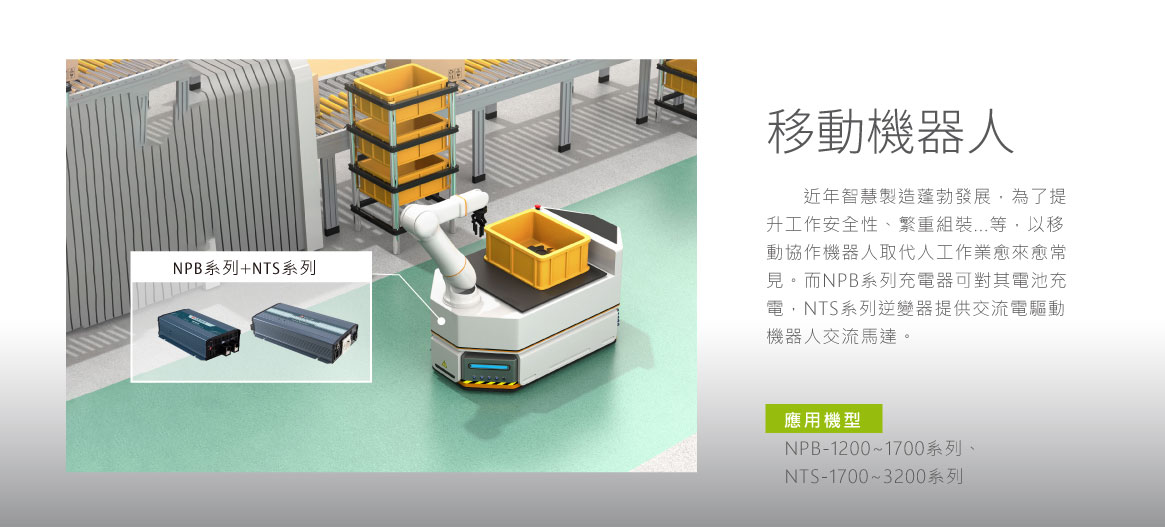 移動機器人
近年智慧製造蓬勃發展，為了提
升工作安全性、繁重組裝...等，以移
動協作機器人取代人工作業愈來愈常
見。而NPB系列充電器可對其電池充
電，NTS系列逆變器提供交流電驅動
機器人交流馬達。
NPB系列+NTS系列
應用機型
NPB-1200~1700系列、
NTS-1700~3200系列